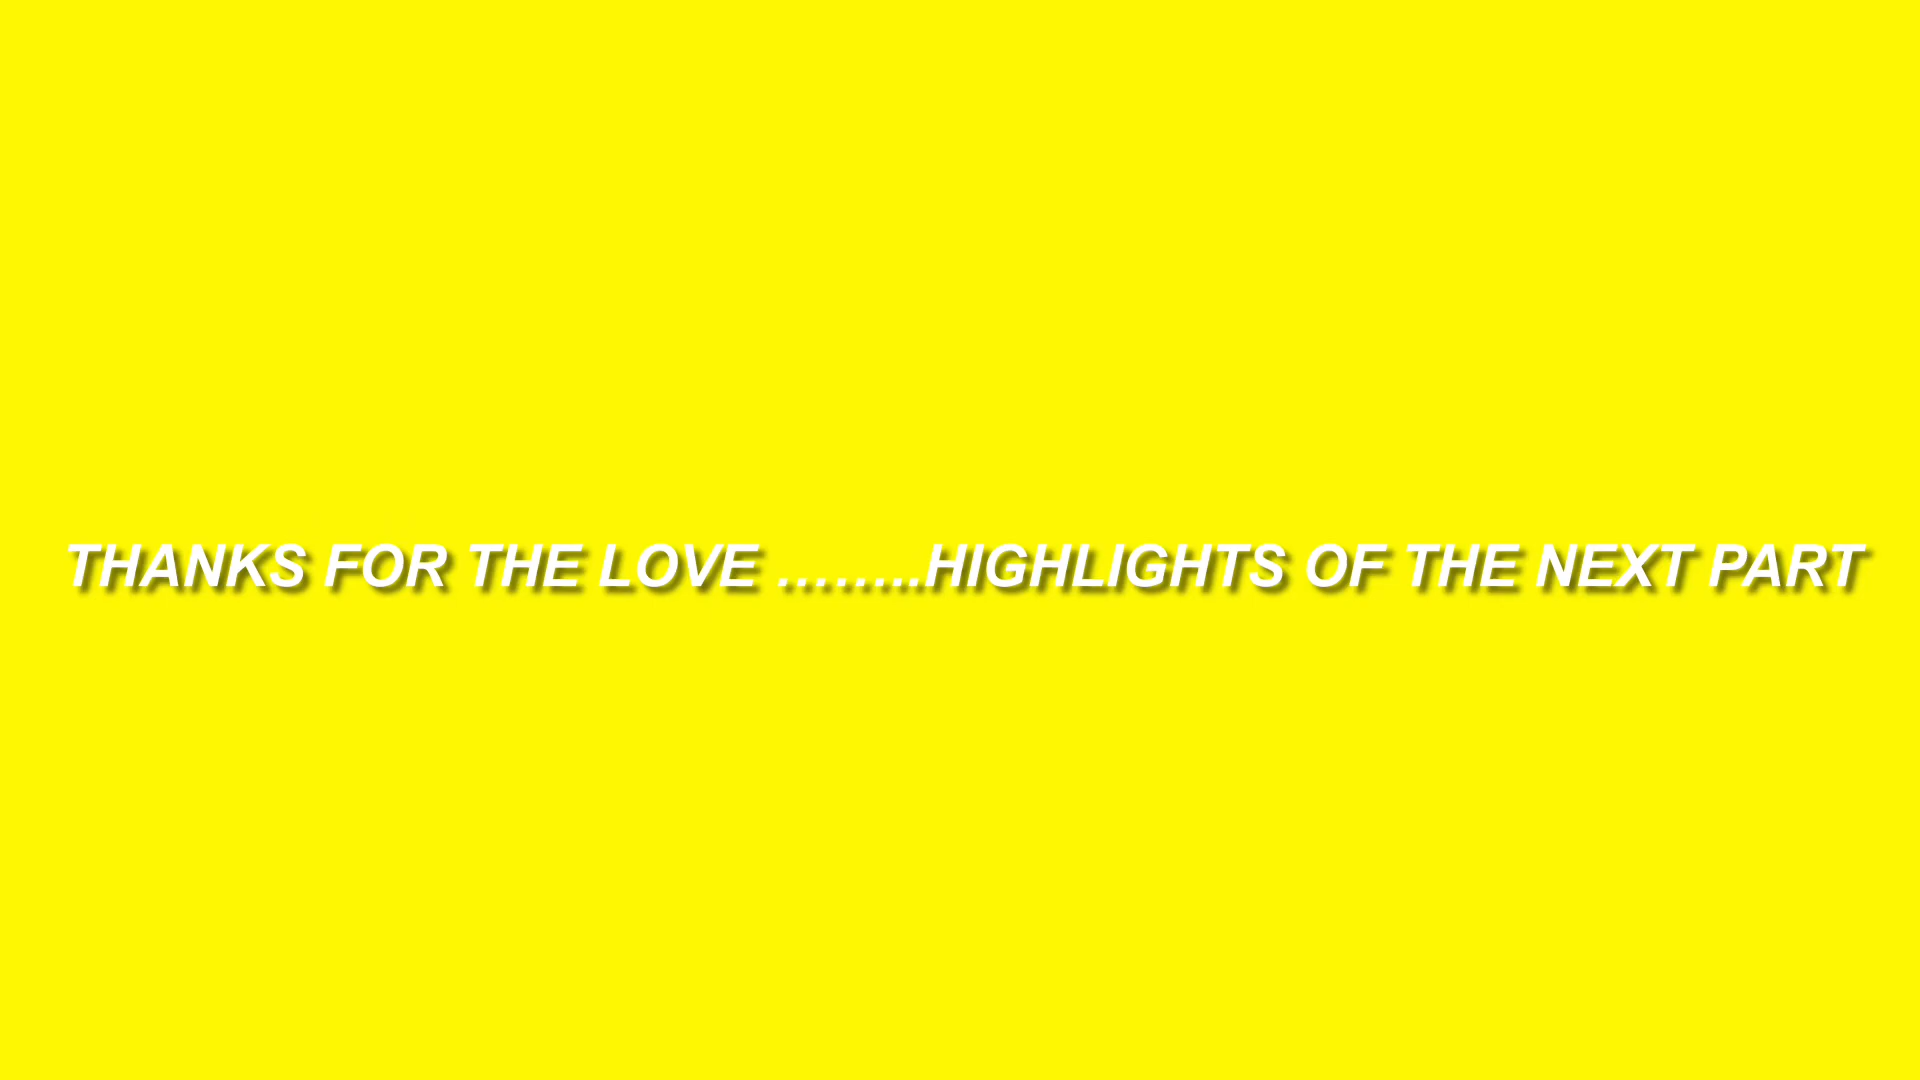 THANKS FOR THE LOVE ........HIGHLIGHTS OF THE NEXT PART